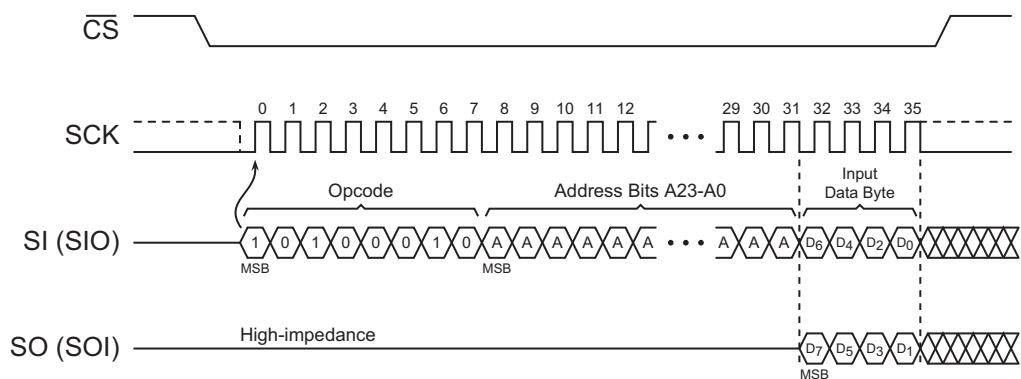 CS
0 1 2 3 4 5 6 7 8 9 10 11 12 29 30 31 32 33 34 35
SCK
Opcode
Address Bits A23-A0
Input
Data Byte
SI (SIO)
1 0 1 0 0 0 1 0 A A A A A A A A A D6 D4 D2 D0
MSB
MSB
High-impedance
SO (SOI)
D7 D5 D3 D1
MSB